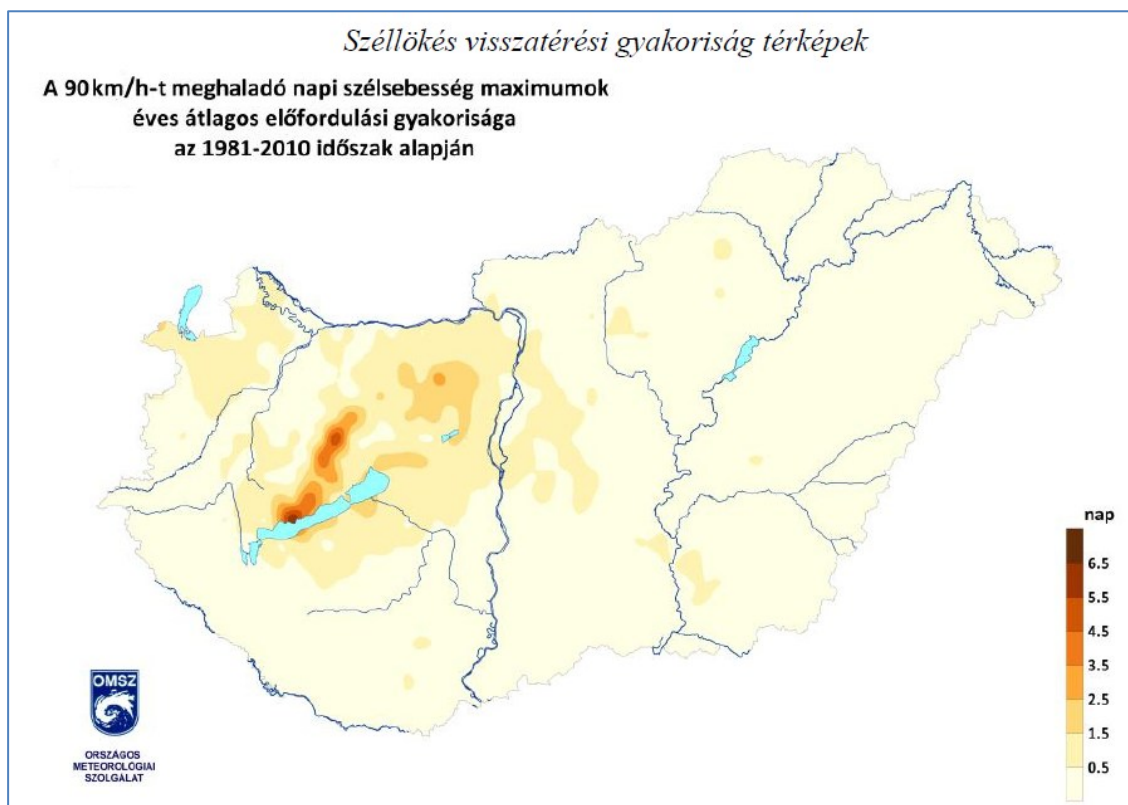 Széllökés visszatérési gyakoriság térképek
A 90 km/h-t meghaladó napi szélsebesség maximumok
éves átlagos előfordulási gyakorisága
az 1981-2010 időszak alapján
nap
6.5
5.5
4.5
3.5
2.5
1.5
0.5
OMSZ
ORSZÁGOS
METEOROLÓGIAI
SZOLGÁLAT